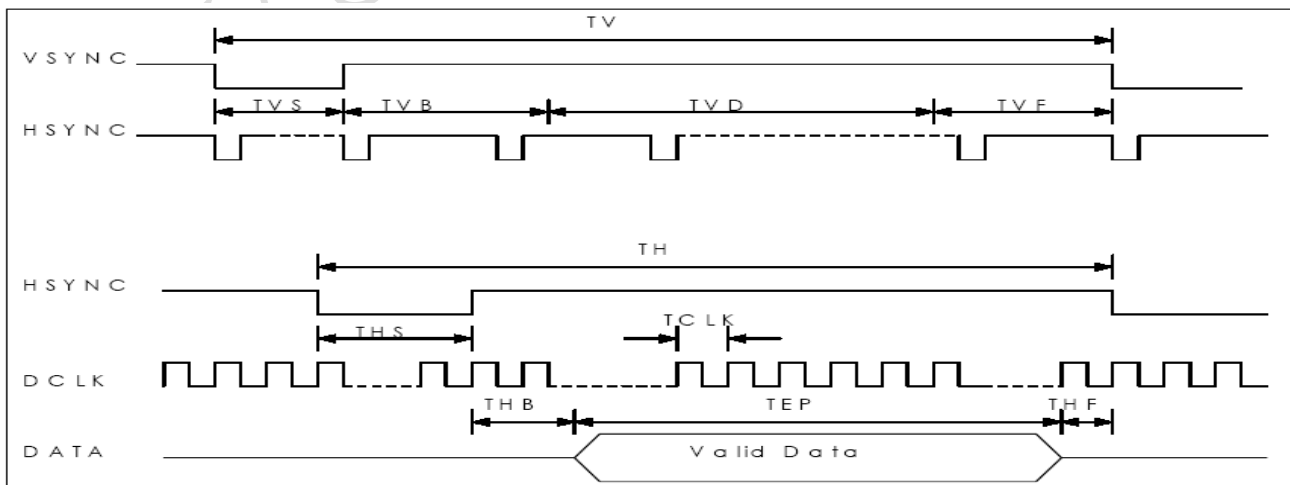 TV
VSYNC
TVS TVB TVD TVF
HSYNC
TH
HSYNC
THS TCLK
DCLK
THB TEP THF
DATA Valid Data